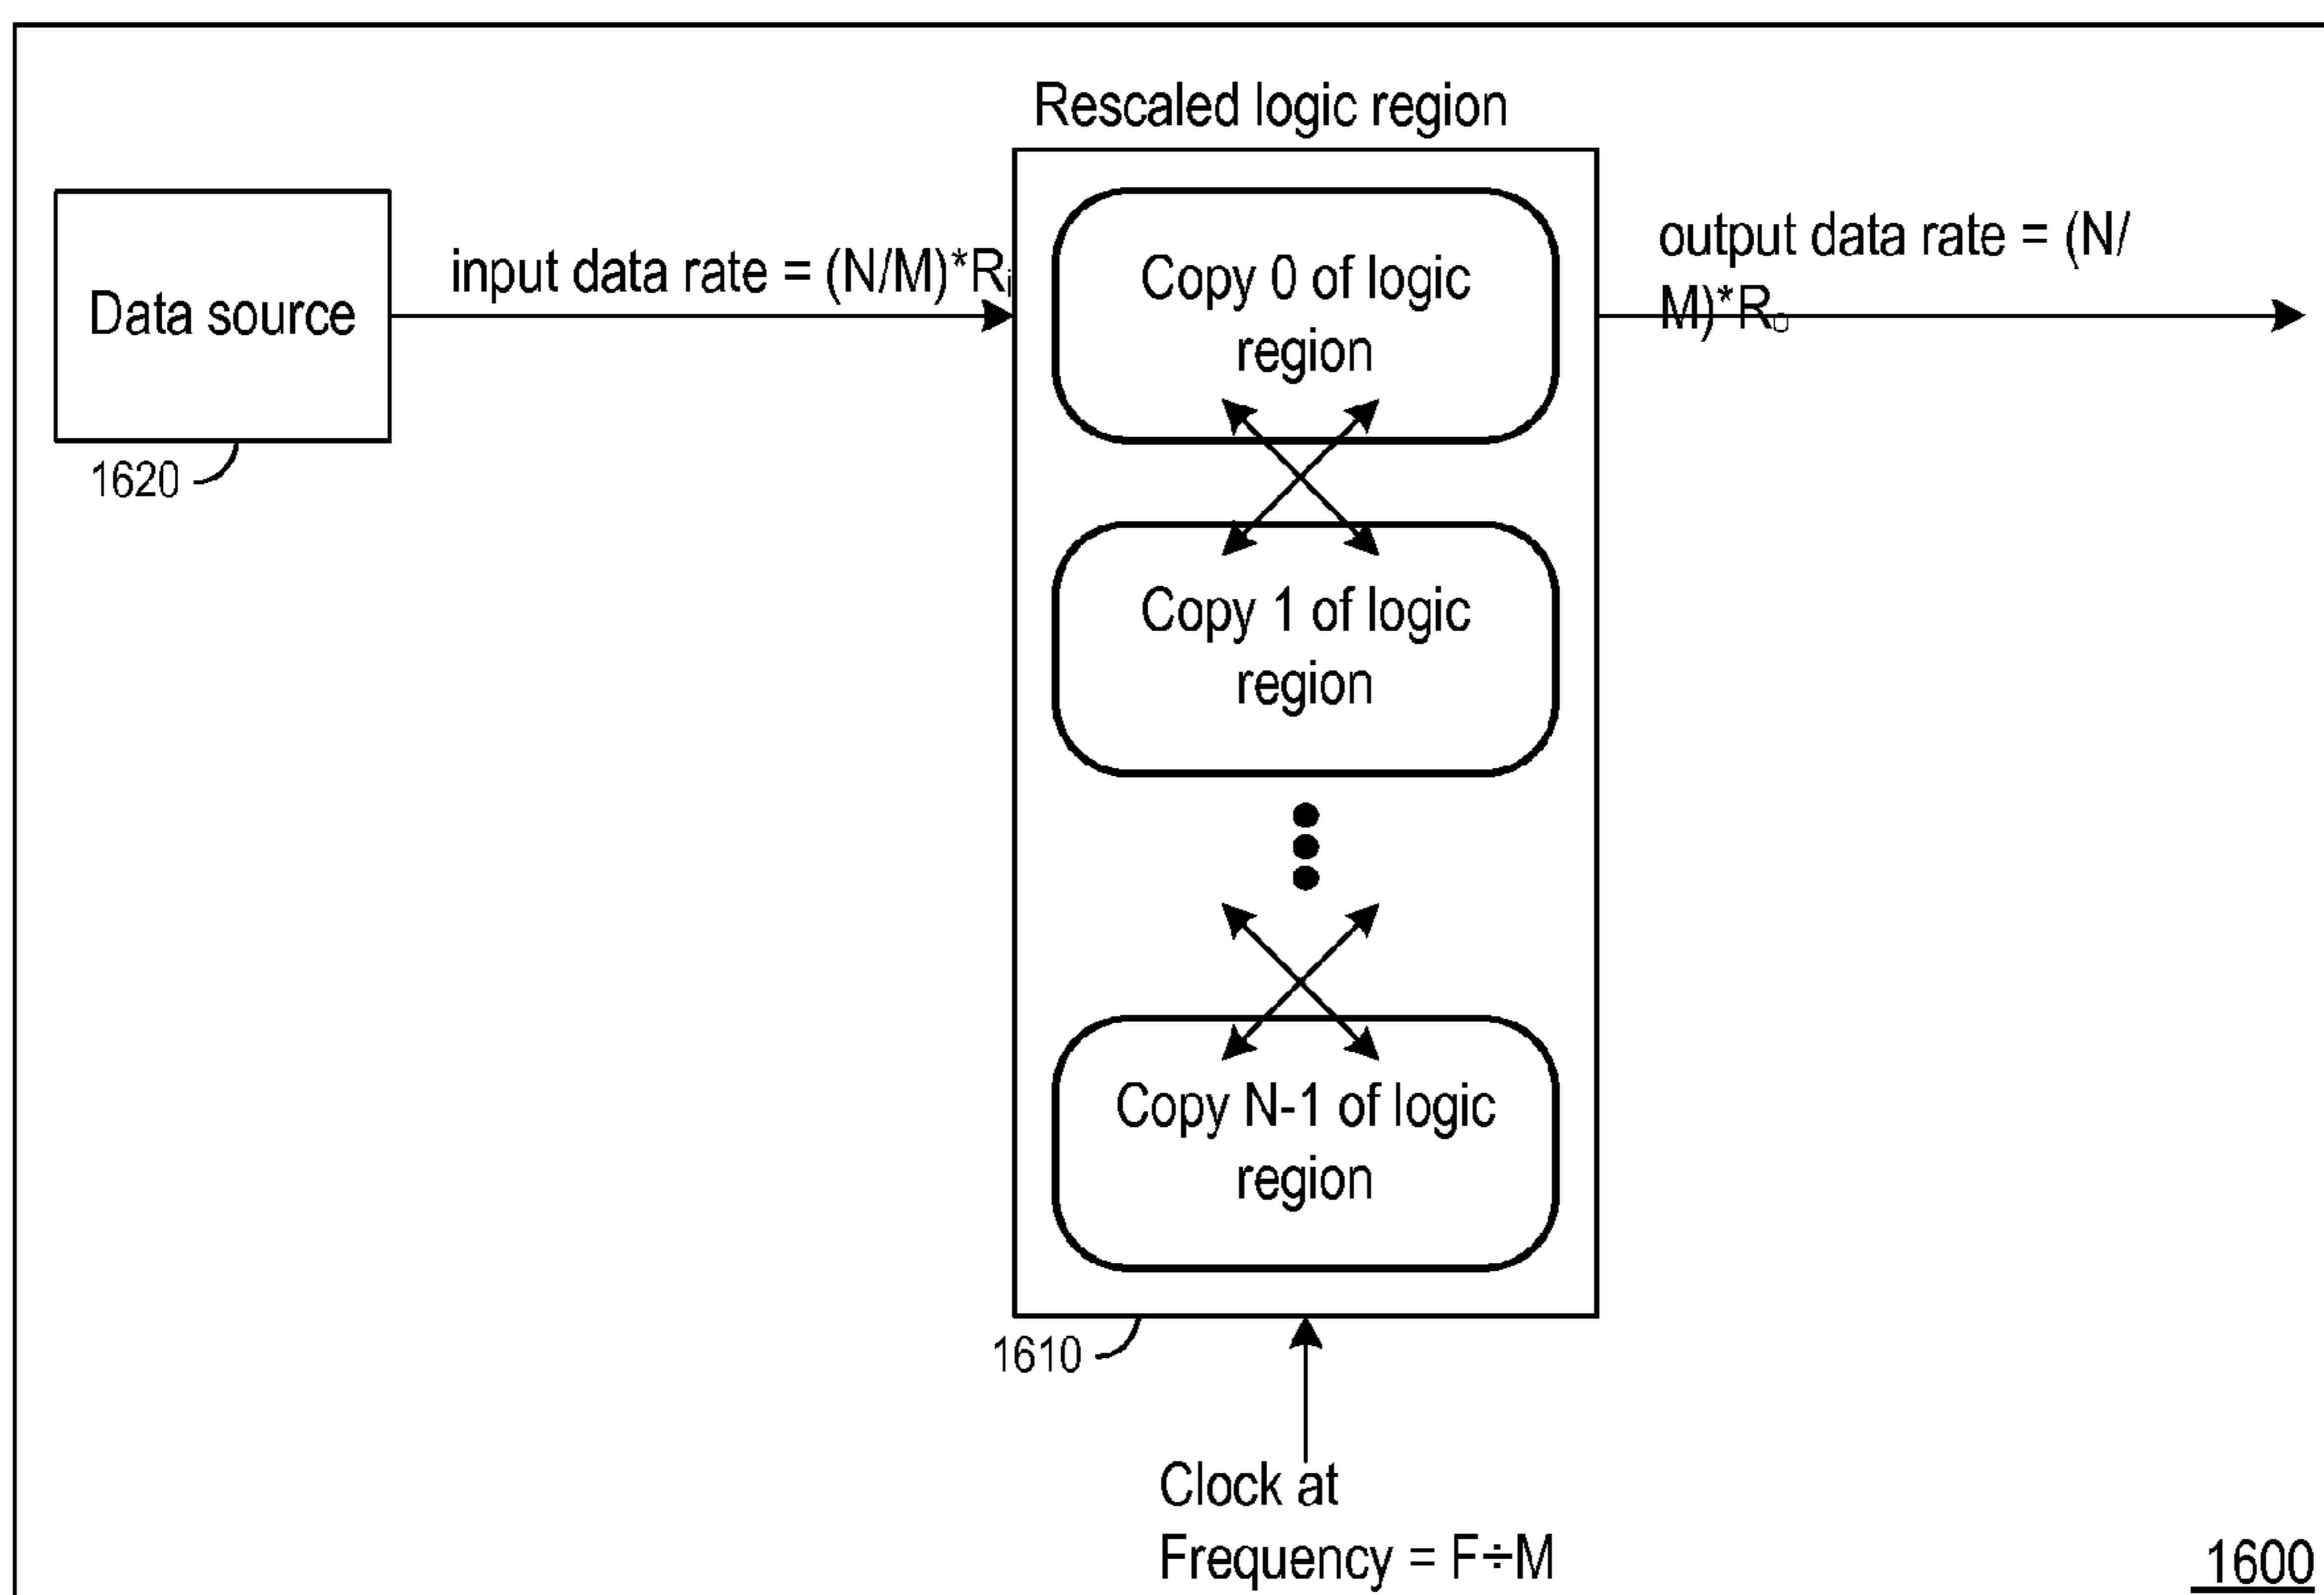 Rescaled logic region
Data source
1620
input data rate = (N/M)*Ri
Copy 0 of logic
region
output data rate = (N/
M)*R0
Copy 1 of logic
region
Copy N-1 of logic
region
1610
Clock at
Frequency = F÷M
1600